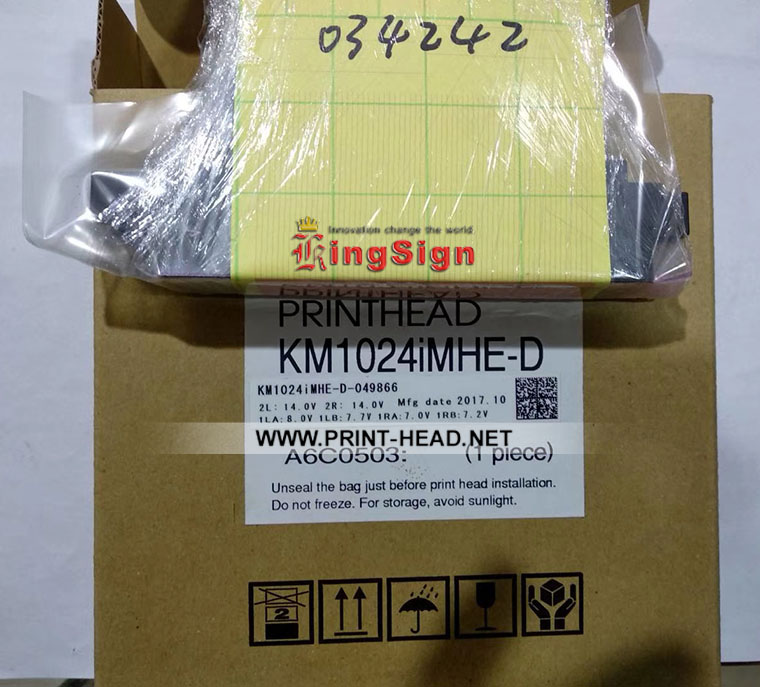 034242
Innovation change the world
KingSign
PRINTHEAD
KM1024iMHE-D
KM1024iMHE-D-049866
2L: 14.0V 2R: 14.0V Mfg date 2017.10
1LA:8.0V 1LB:7.7V 1RA:7.0V 1RB:7.2V
WWW.PRINT-HEAD.NET
A6C0503: (1 piece)
Unseal the bag just before print head installation.
Do not freeze. For storage, avoid sunlight.
2